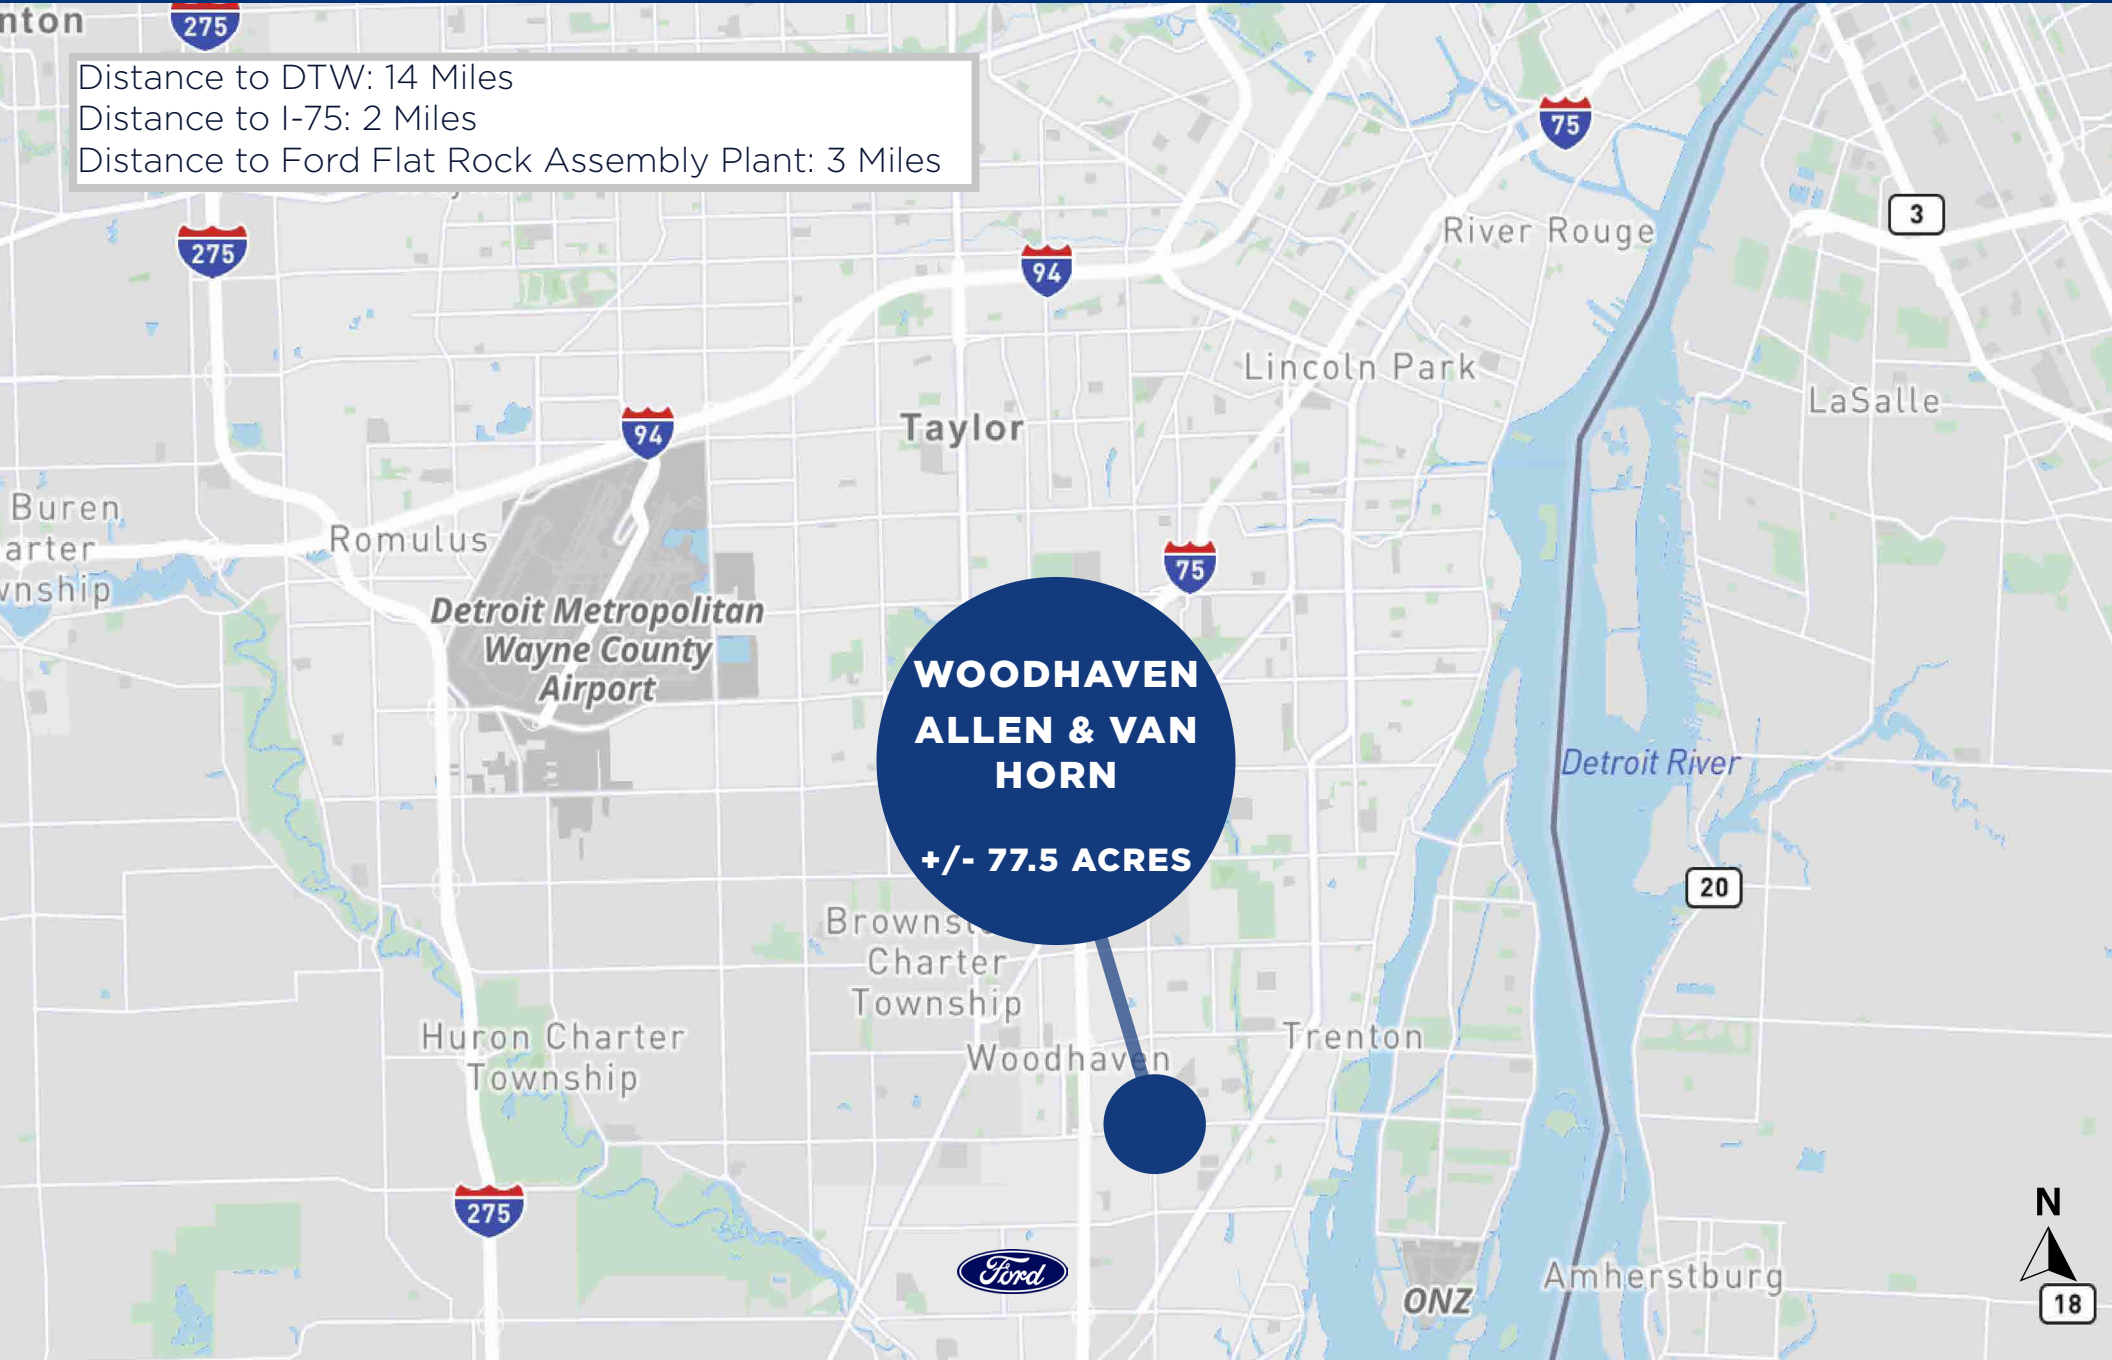 nton
275
Distance to DTW: 14 Miles
Distance to I-75: 2 Miles
Distance to Ford Flat Rock Assembly Plant: 3 Miles
75
3
275
94
River Rouge
Lincoln Park
LaSalle
94
Taylor
Buren
arter
wnship
Romulus
75
Detroit Metropolitan
Wayne County
Airport
WOODHAVEN
ALLEN & VAN
HORN
+/- 77.5 ACRES
Detroit River
20
Browns
Charter
Township
Huron Charter
Township
Woodhaven
Trenton
275
N
Ford
ONZ
Amherstburg
18